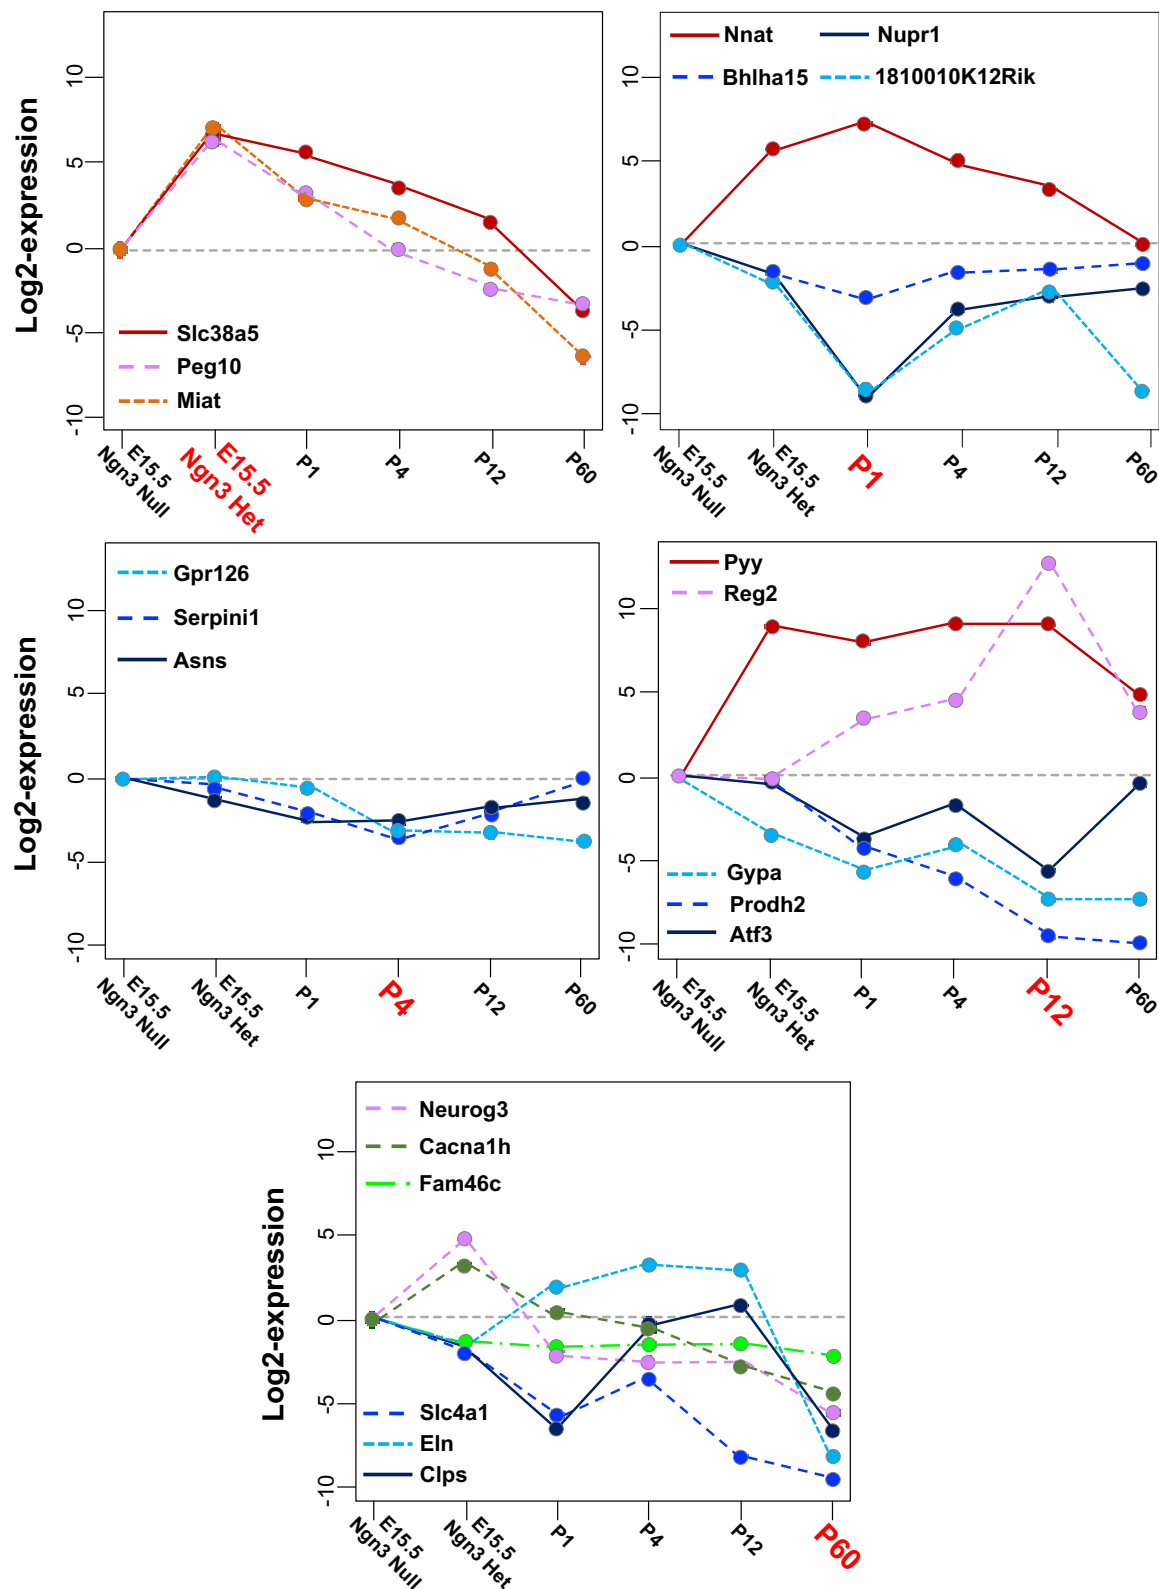 Log2-expression
10
5
0
-5
-10
Slc38a5
Peg10
Miat
E15.5
Ngn3 Null
E15.5
Ngn3 Het
P1
P4
P12
P60
Nnat
Nupr1
Bhlha15
1810010K12Rik
10
5
0
-5
-10
E15.5
Ngn3 Null
E15.5
Ngn3 Het
P1
P4
P12
P60
Log2-expression
Gpr126
Serpini1
Asns
10
5
0
-5
-10
E15.5
Ngn3 Null
E15.5
Ngn3 Het
P1
P4
P12
P60
Pyy
Reg2
10
5
0
-5
-10
Gypa
Prodh2
Atf3
E15.5
Ngn3 Null
E15.5
Ngn3 Het
P1
P4
P12
P60
Log2-expression
Neurog3
Cacna1h
Fam46c
10
5
0
-5
-10
Slc4a1
Eln
Clps
E15.5
Ngn3 Null
E15.5
Ngn3 Het
P1
P4
P12
P60